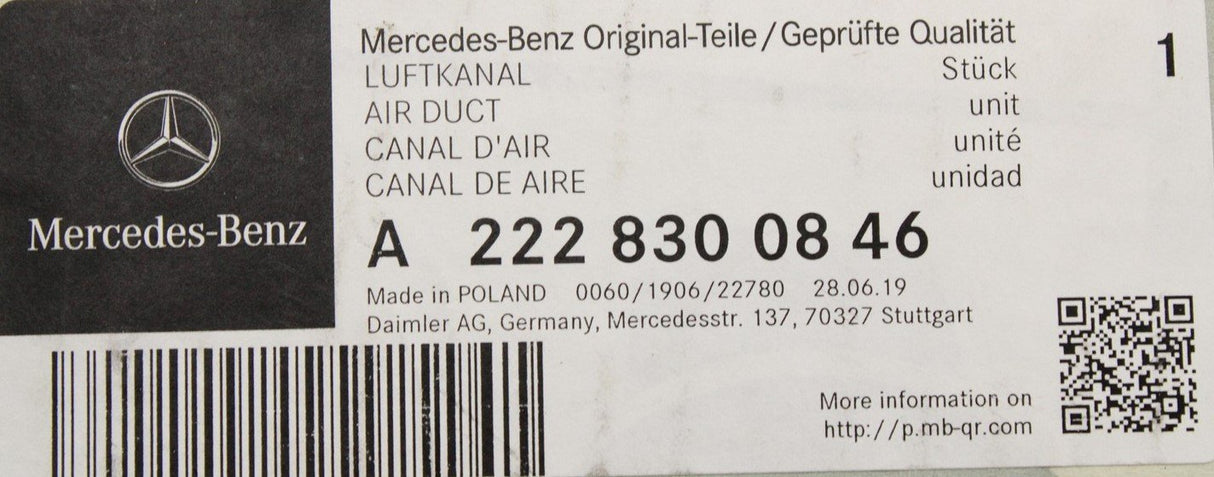 Mercedes-Benz
Mercedes-Benz Original-Teile/Geprüfte Qualität
LUFTKANAL Stück 1
AIR DUCT unit
CANAL D'AIR unité
CANAL DE AIRE unidad
A 222 830 08 46
Made in POLAND 0060/1906/22780 28.06.19
Daimler AG, Germany, Mercedesstr. 137, 70327 Stuttgart
More information on
http://p.mb-qr.com